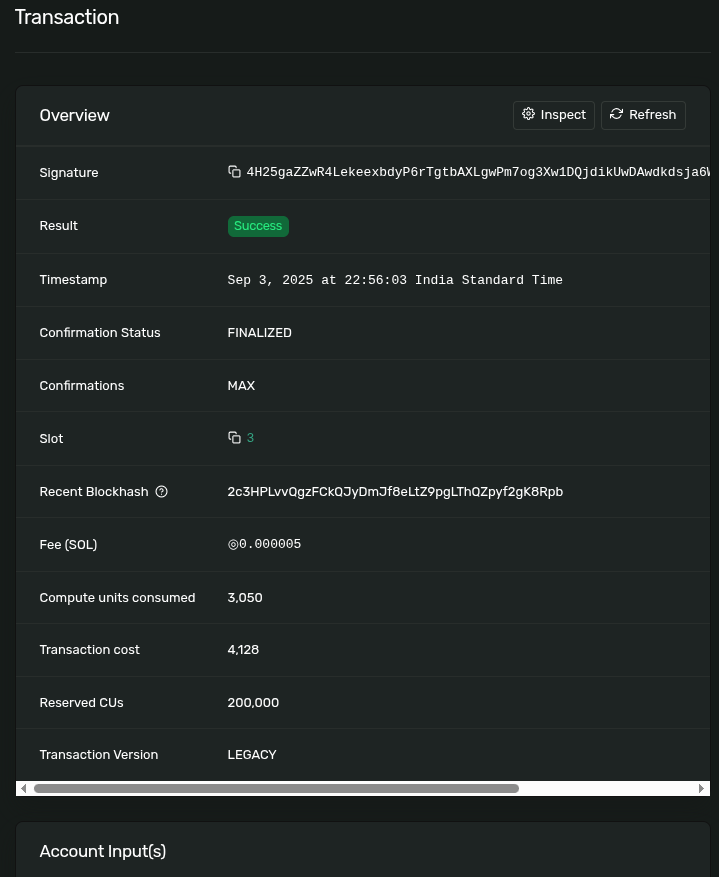 Transaction
Overview
Inspect
Refresh
Signature 4H25gaZZwR4LekeexbdyP6rTgtbAXLgwPm7og3Xw1DQjdikUwDAwdkdsja6W
Result Success
Timestamp Sep 3, 2025 at 22:56:03 India Standard Time
Confirmation Status FINALIZED
Confirmations MAX
Slot 3
Recent Blockhash 2c3HPLvvQgzFCkQJyDmJf8eLtZ9pgLThQZpyf2gK8Rpb
Fee (SOL) ◎0.000005
Compute units consumed 3,050
Transaction cost 4,128
Reserved CUs 200,000
Transaction Version LEGACY
Account Input(s)